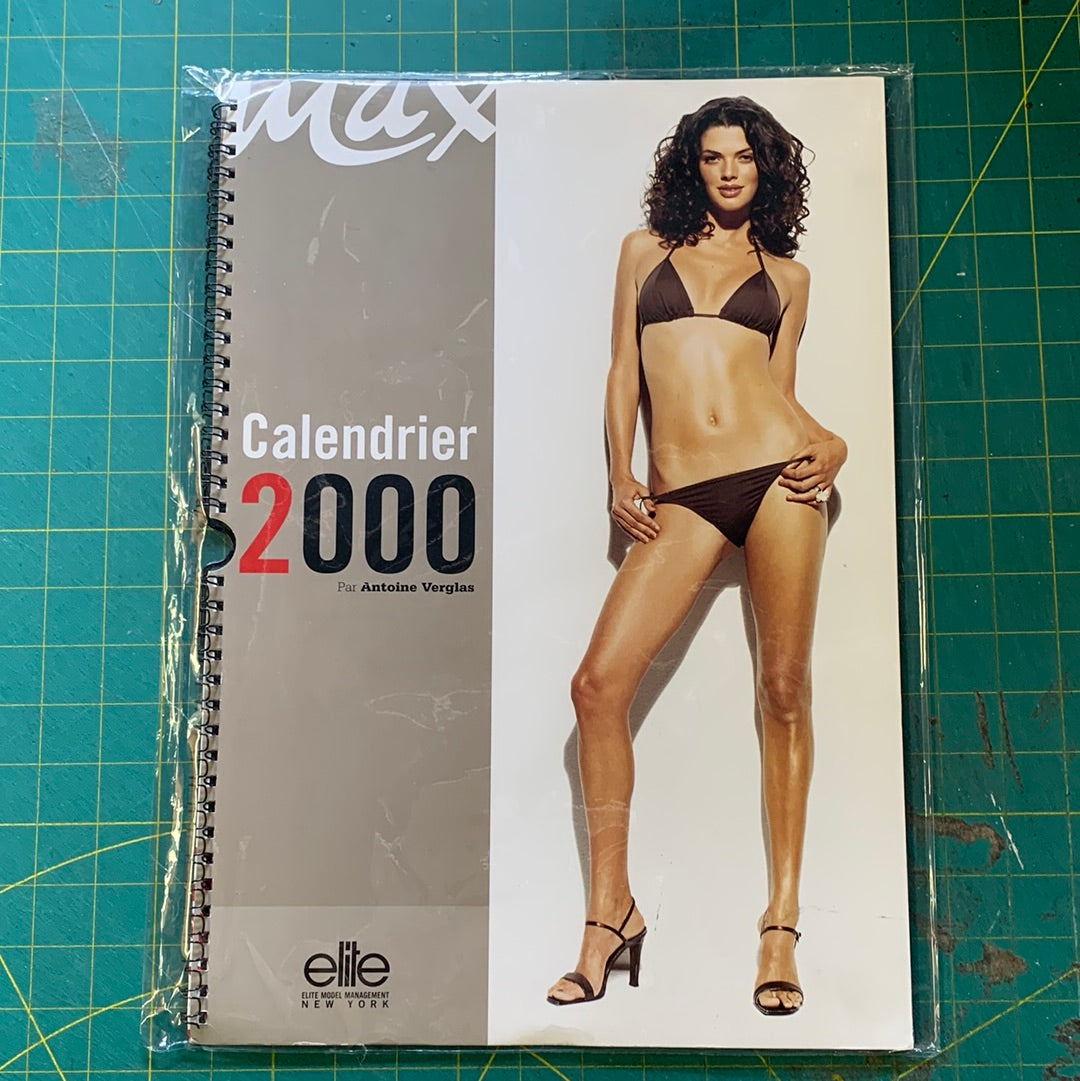 Max
Calendrier
2000
Par Antoine Verglas
elite
ELITE MODEL MANAGEMENT
NEW YORK